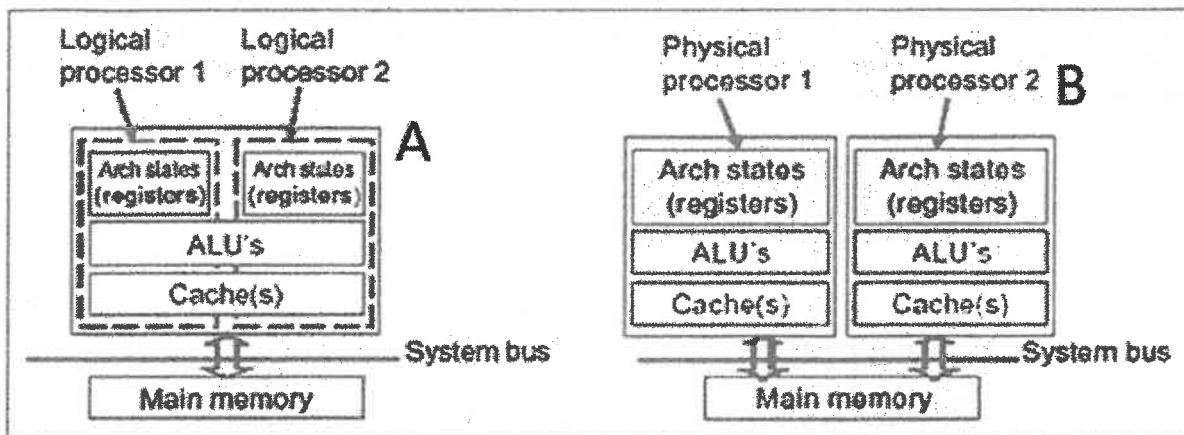 Logical
processor 1
Logical
processor 2
A
Arch states
(registors)
Arch states
(registers)
ALU's
Cache(s)
System bus
Main memory
Physical
processor 1
Physical
processor 2
B
Arch states
(registers)
Arch states
(registers)
ALU's
ALU's
Cache(s)
Cache(s)
System bus
Main memory